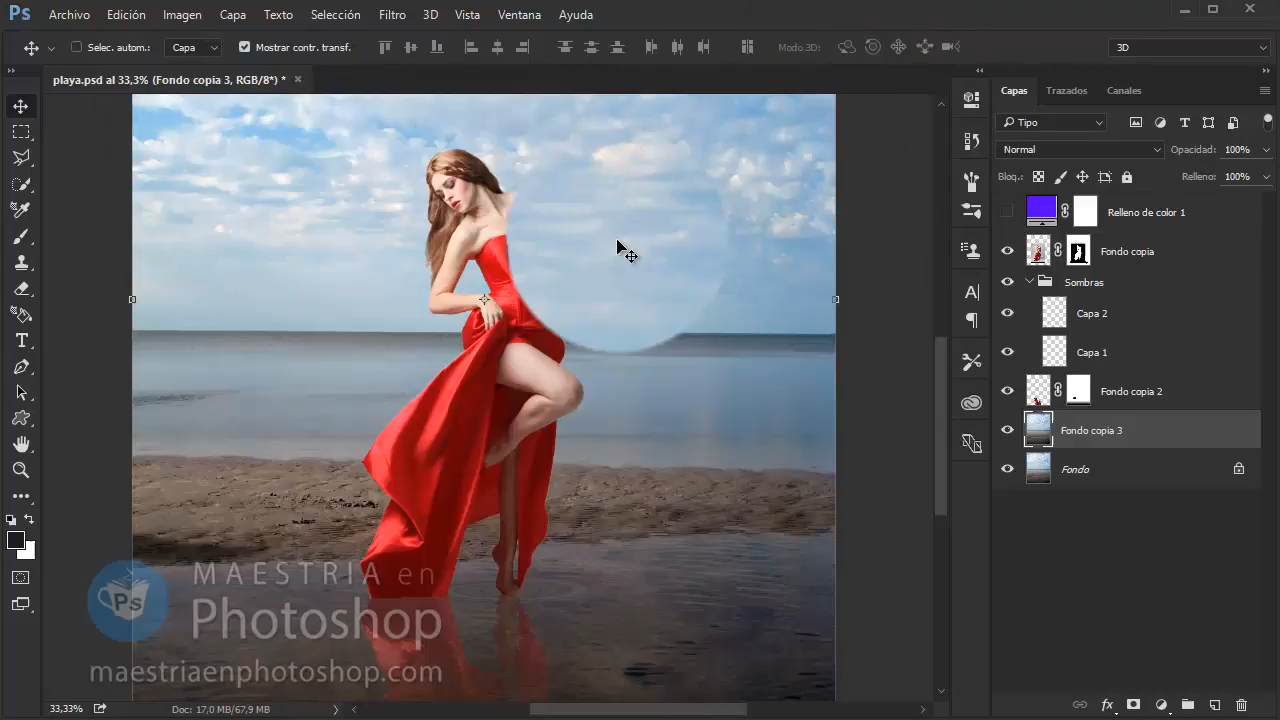 Ps Archivo Edición Imagen Capa Texto Selección Filtro 3D Vista Ventana Ayuda
Selec. autom.: Capa Mostrar contr. transf. Modo 3D: 3D
playa.psd al 33,3% (Fondo copia 3, RGB/8*) * ×
Capas Trazados Canales
Tipo
Normal Opacidad: 100%
Bloq.: Relleno: 100%
Relleno de color 1
Fondo copia
Sombras
Capa 2
Capa 1
Fondo copia 2
Fondo copia 3
Fondo
Ps
MAESTRIA en
Photoshop
maestriaenphotoshop.com
33,33% Doc: 17,0 MB/67,9 MB